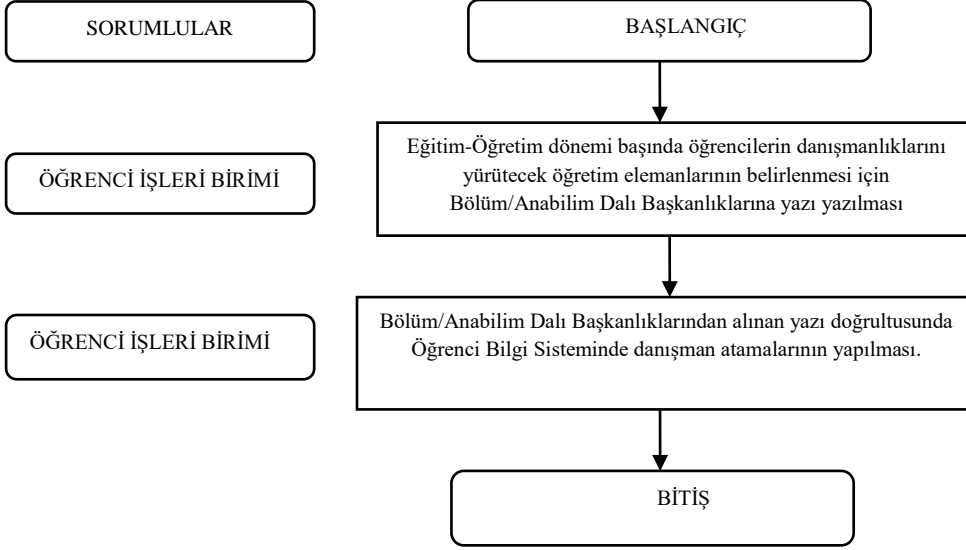 SORUMLULAR
BAŞLANGIÇ
ÖĞRENCİ İŞLERİ BİRİMİ
Eğitim-Öğretim dönemi başında öğrencilerin danışmanlıklarını
yürütecek öğretim elemanlarının belirlenmesi için
Bölüm/Anabilim Dalı Başkanlıklarına yazı yazılması
ÖĞRENCİ İŞLERİ BİRİMİ
Bölüm/Anabilim Dalı Başkanlıklarından alınan yazı doğrultusunda
Öğrenci Bilgi Sisteminde danışman atamalarının yapılması.
BİTİŞ